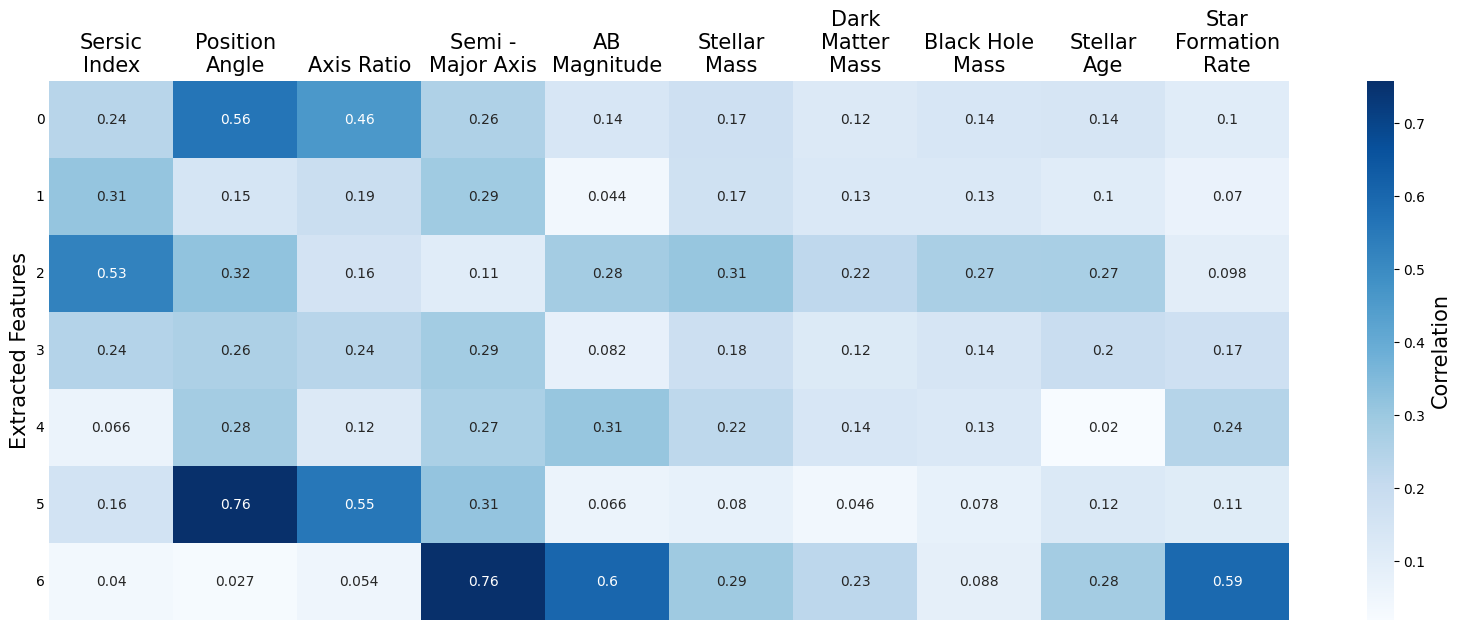 Sersic
Index
Position
Angle
Axis Ratio
Semi -
Major Axis
AB
Magnitude
Stellar
Mass
Dark
Matter
Mass
Black Hole
Mass
Stellar
Age
Star
Formation
Rate
Extracted Features
0 0.24 0.56 0.46 0.26 0.14 0.17 0.12 0.14 0.14 0.1
1 0.31 0.15 0.19 0.29 0.044 0.17 0.13 0.13 0.1 0.07
2 0.53 0.32 0.16 0.11 0.28 0.31 0.22 0.27 0.27 0.098
3 0.24 0.26 0.24 0.29 0.082 0.18 0.12 0.14 0.2 0.17
4 0.066 0.28 0.12 0.27 0.31 0.22 0.14 0.13 0.02 0.24
5 0.16 0.76 0.55 0.31 0.066 0.08 0.046 0.078 0.12 0.11
6 0.04 0.027 0.054 0.76 0.6 0.29 0.23 0.088 0.28 0.59
0.7
0.6
0.5
0.4
0.3
0.2
0.1
Correlation